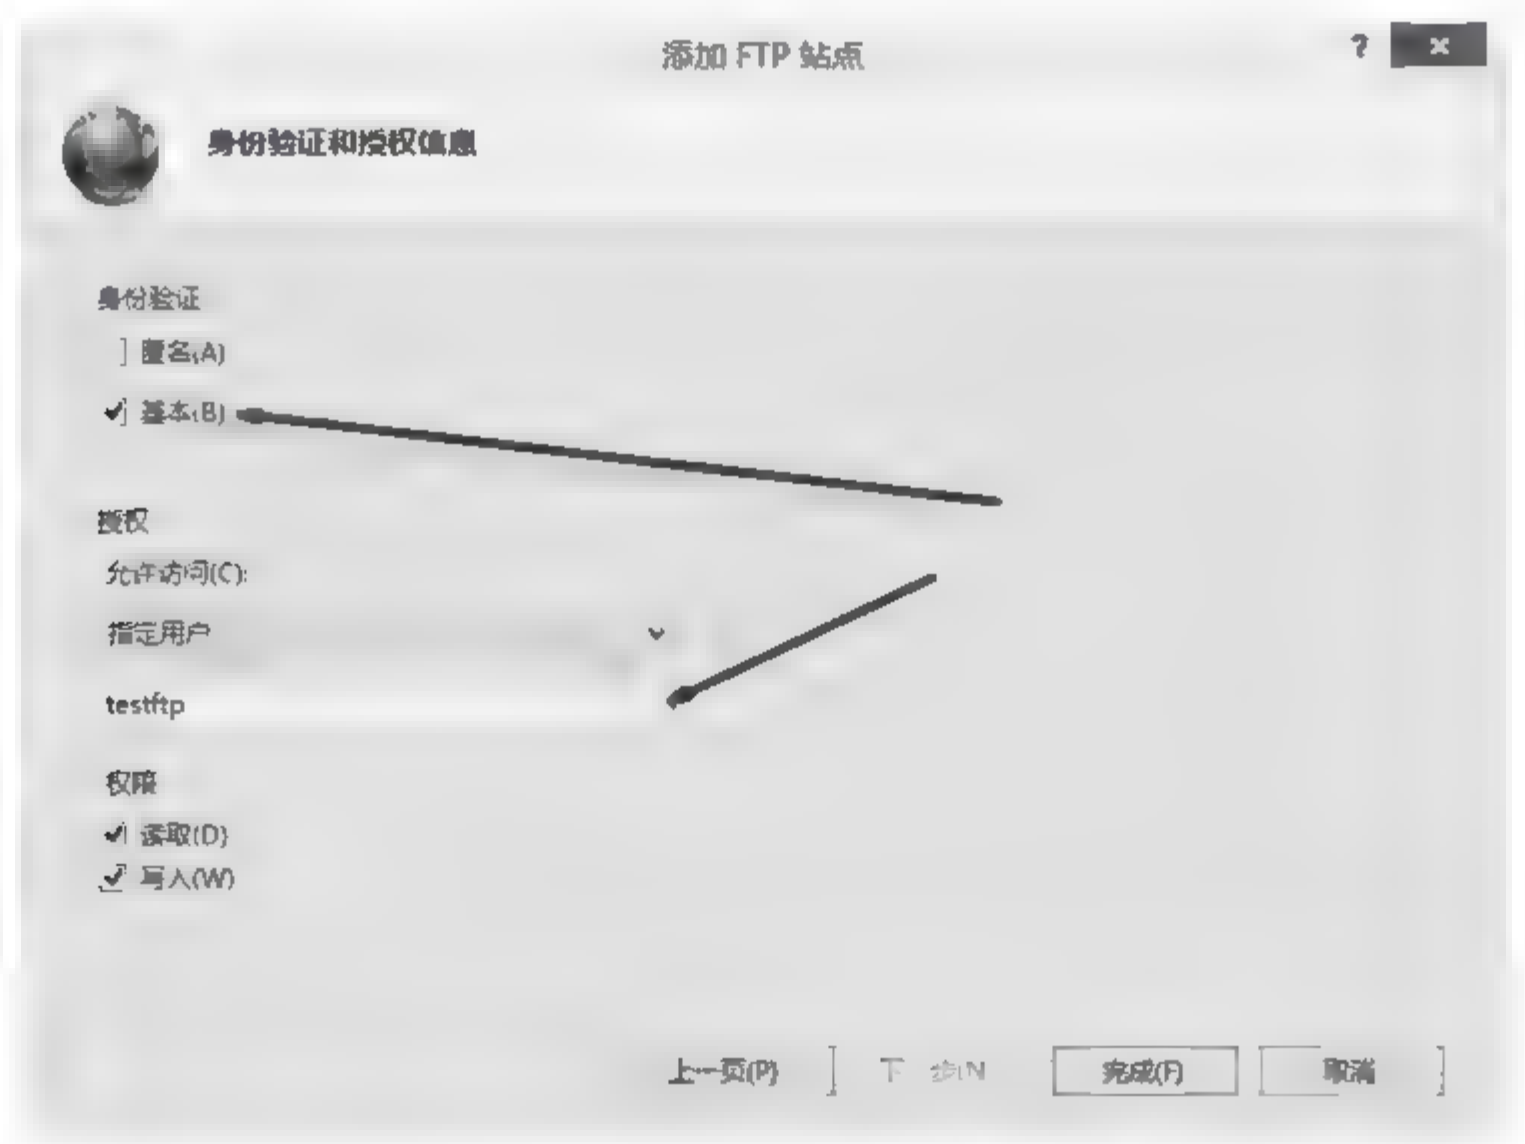 添加 FTP 站点
?
身份验证和授权信息
身份验证
匿名(A)
基本(B)
授权
允许访问(C):
指定用户
testftp
权限
读取(D)
写入(W)
上一页(P) 下一步(N 完成(F) 取消